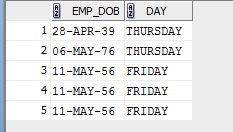 EMP_DOB DAY
1 28-APR-39 THURSDAY
2 06-MAY-76 THURSDAY
3 11-MAY-56 FRIDAY
4 11-MAY-56 FRIDAY
5 11-MAY-56 FRIDAY